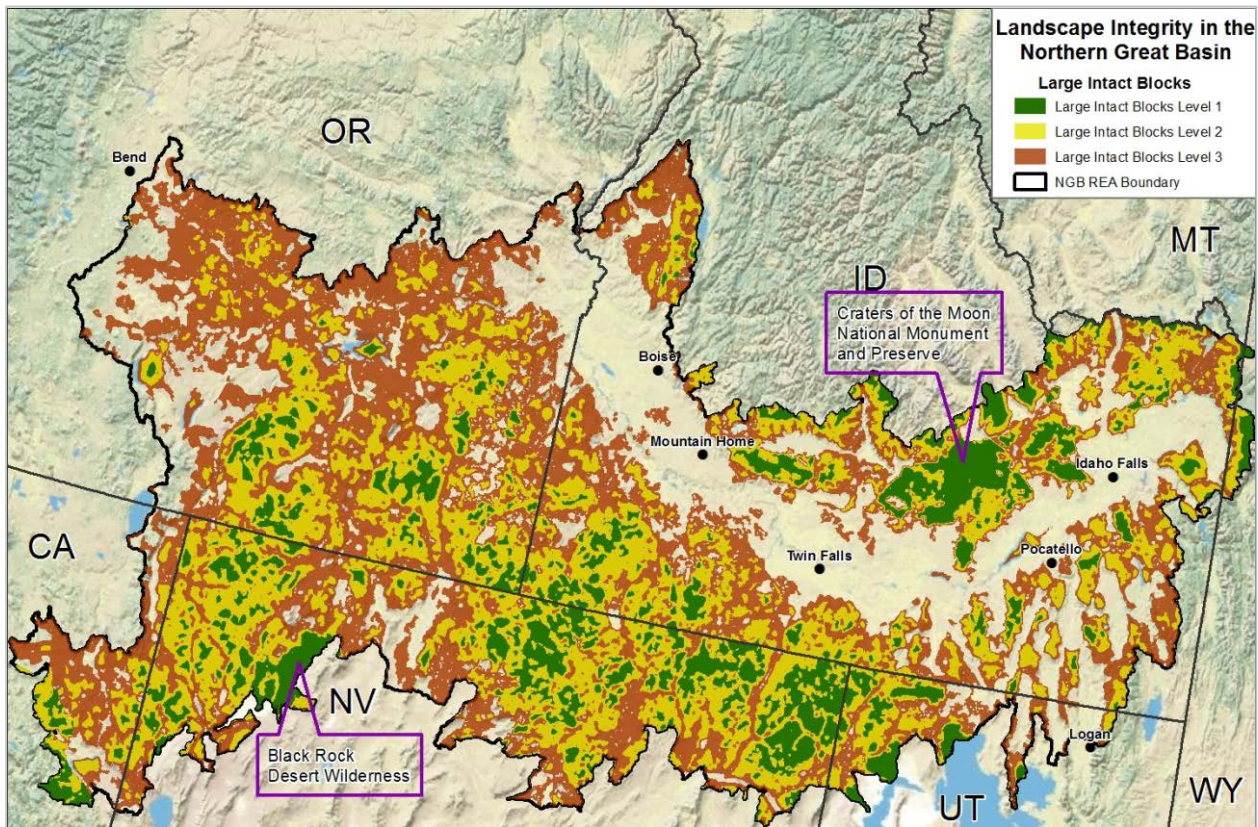 Landscape Integrity in the
Northern Great Basin
Large Intact Blocks
Large Intact Blocks Level 1
Large Intact Blocks Level 2
Large Intact Blocks Level 3
NGB REA Boundary
OR
Bend
MT
ID
Craters of the Moon
National Monument
and Preserve
Boise
Mountain Home
Idaho Falls
CA
Twin Falls
Pocatello
NV
Black Rock
Desert Wilderness
Logan
UT
WY